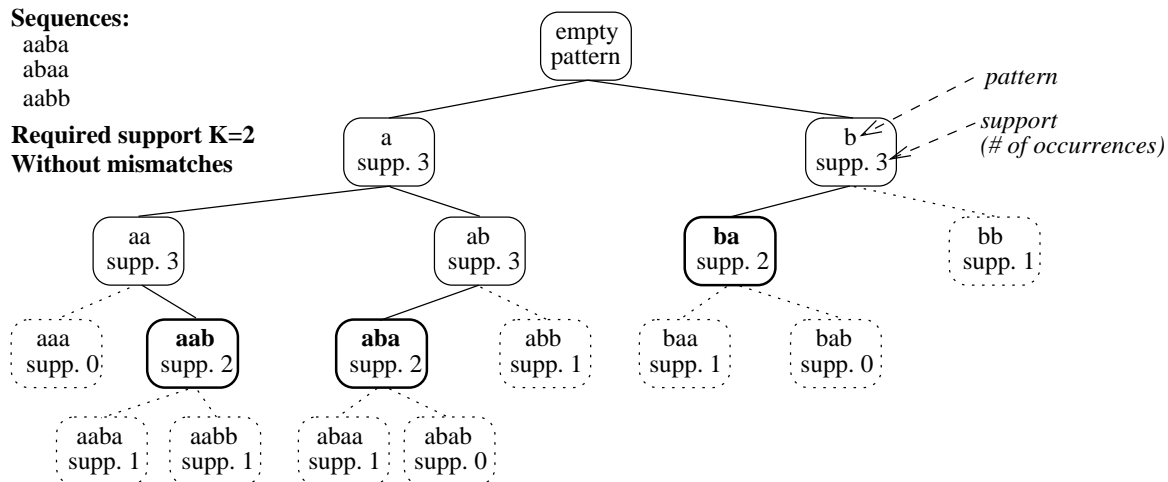 Sequences:
aaba
abaa
aabb
Required support K=2
Without mismatches
empty
pattern
pattern
support
(# of occurrences)
a
supp. 3
b
supp. 3
aa
supp. 3
ab
supp. 3
ba
supp. 2
bb
supp. 1
aaa
supp. 0
aab
supp. 2
aba
supp. 2
abb
supp. 1
baa
supp. 1
bab
supp. 0
aaba
supp. 1
aabb
supp. 1
abaa
supp. 1
abab
supp. 0